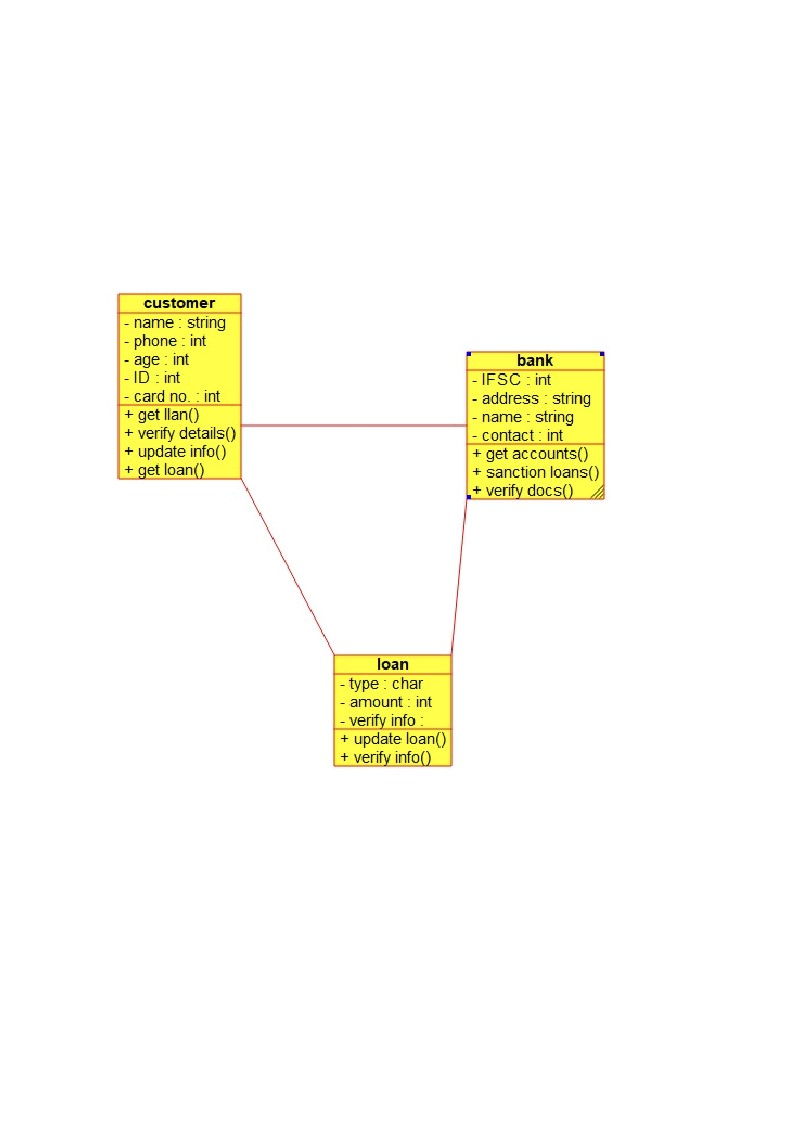 customer
- name : string
- phone : int
- age : int
- ID : int
- card no. : int
+ get llan()
+ verify details()
+ update info()
+ get loan()
bank
- IFSC : int
- address : string
- name : string
- contact : int
+ get accounts()
+ sanction loans()
+ verify docs()
loan
- type : char
- amount : int
- verify info :
+ update loan()
+ verify info()